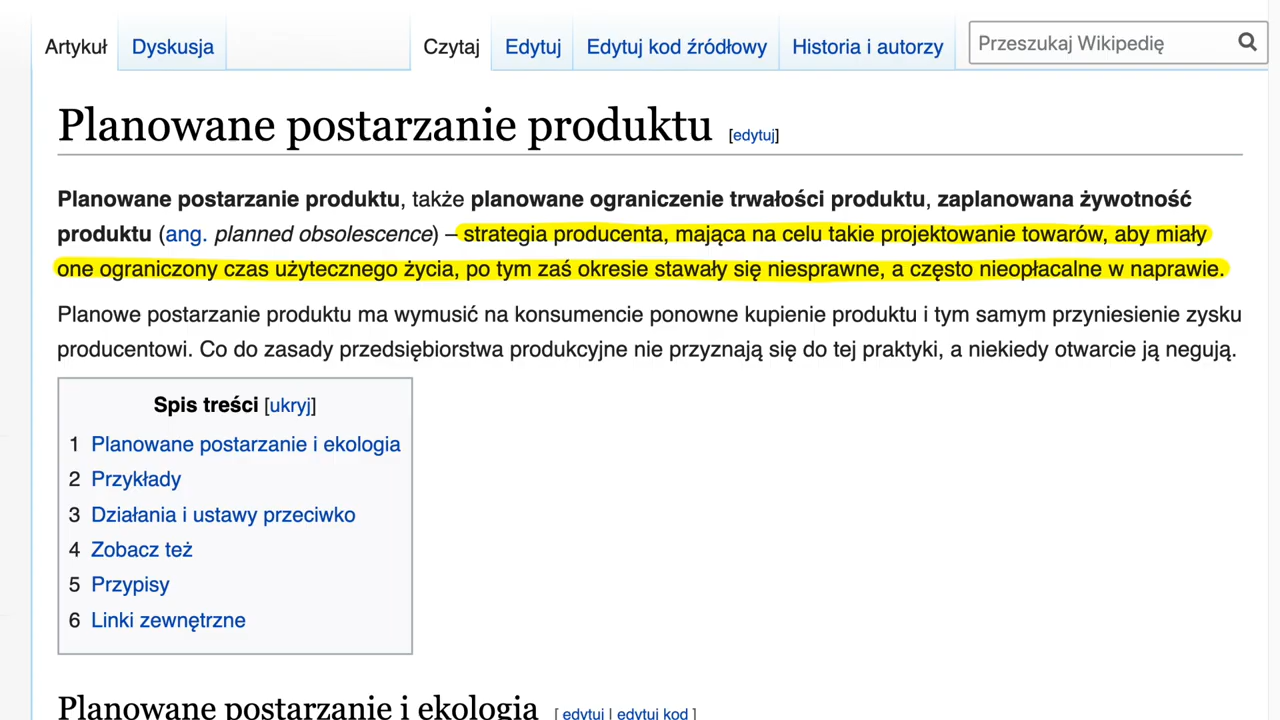 Artykuł Dyskusja Czytaj Edytuj Edytuj kod źródłowy Historia i autorzy Przeszukaj Wikipedię
Planowane postarzanie produktu [edytuj]
Planowane postarzanie produktu, także planowane ograniczenie trwałości produktu, zaplanowana żywotność
produktu (ang. planned obsolescence) – strategia producenta, mająca na celu takie projektowanie towarów, aby miały
one ograniczony czas użytecznego życia, po tym zaś okresie stawały się niesprawne, a często nieopłacalne w naprawie.
Planowe postarzanie produktu ma wymusić na konsumencie ponowne kupienie produktu i tym samym przyniesienie zysku
producentowi. Co do zasady przedsiębiorstwa produkcyjne nie przyznają się do tej praktyki, a niekiedy otwarcie ją negują.
Spis treści [ukryj]
1 Planowane postarzanie i ekologia
2 Przykłady
3 Działania i ustawy przeciwko
4 Zobacz też
5 Przypisy
6 Linki zewnętrzne
Planowane postarzanie i ekologia [ edytuj | edytuj kod ]